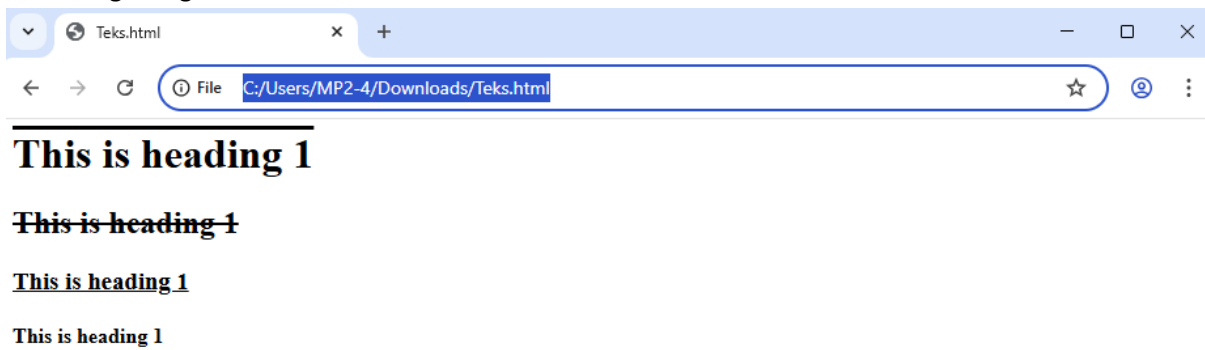 Teks.html
File C:/Users/MP2-4/Downloads/Teks.html
This is heading 1
This is heading 1
This is heading 1
This is heading 1